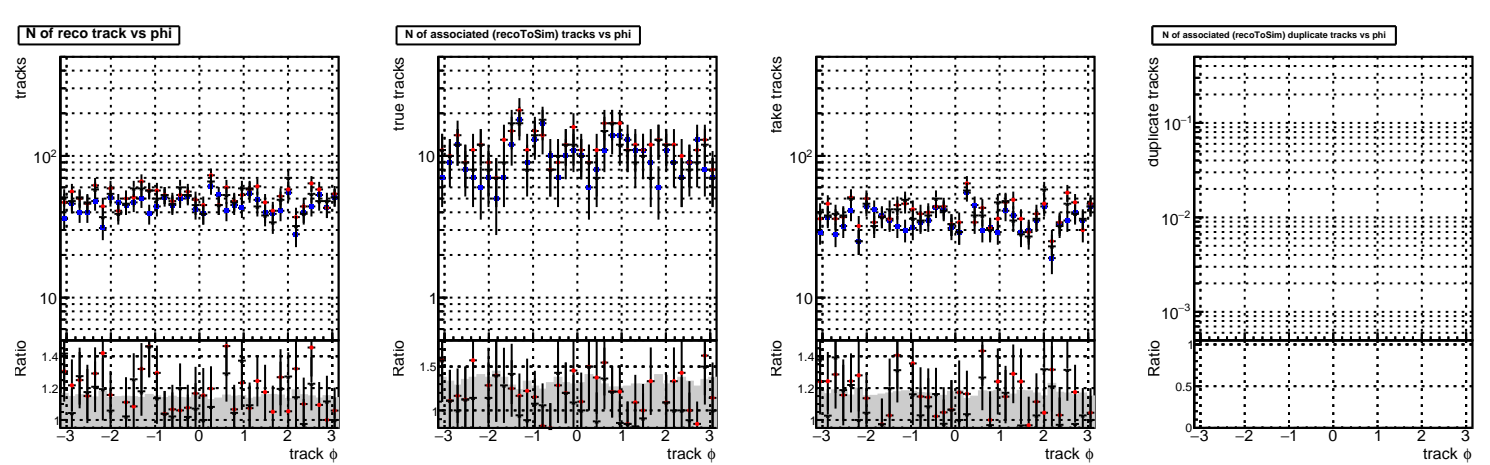 N of reco track vs phi
tracks
10²
10
Ratio
1.4
1.2
1
−3 −2 −1 0 1 2 3
track ϕ
N of associated (recoToSim) tracks vs phi
true tracks
10
1
Ratio
1.5
1
−3 −2 −1 0 1 2 3
track ϕ
fake tracks
10²
10
Ratio
1.4
1.2
1
−3 −2 −1 0 1 2 3
track ϕ
N of associated (recoToSim) duplicate tracks vs phi
duplicate tracks
10⁻¹
10⁻²
10⁻³
Ratio
1
0.5
0
−3 −2 −1 0 1 2 3
track ϕ